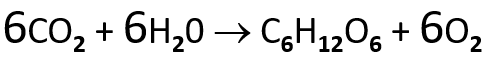 6CO₂ + 6H₂0 → C₆H₁₂O₆ + 6O₂